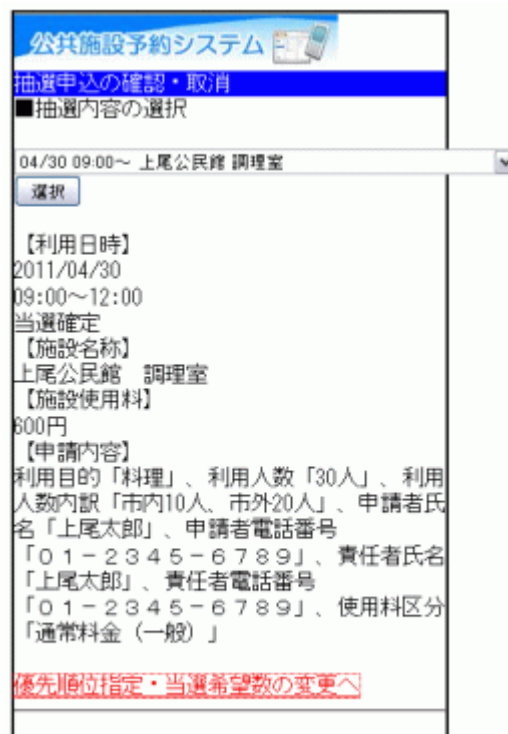 公共施設予約システム
抽選申込の確認・取消
■抽選内容の選択
04/30 09:00～ 上尾公民館 調理室
選択
【利用日時】
2011/04/30
09:00～12:00
当選確定
【施設名称】
上尾公民館　調理室
【施設使用料】
600円
【申請内容】
利用目的「料理」、利用人数「30人」、利用
人数内訳「市内10人、市外20人」、申請者氏
名「上尾太郎」、申請者電話番号
「０１－２３４５－６７８９」、責任者氏名
「上尾太郎」、責任者電話番号
「０１－２３４５－６７８９」、使用料区分
「通常料金（一般）」
優先順位指定・当選希望数の変更へ